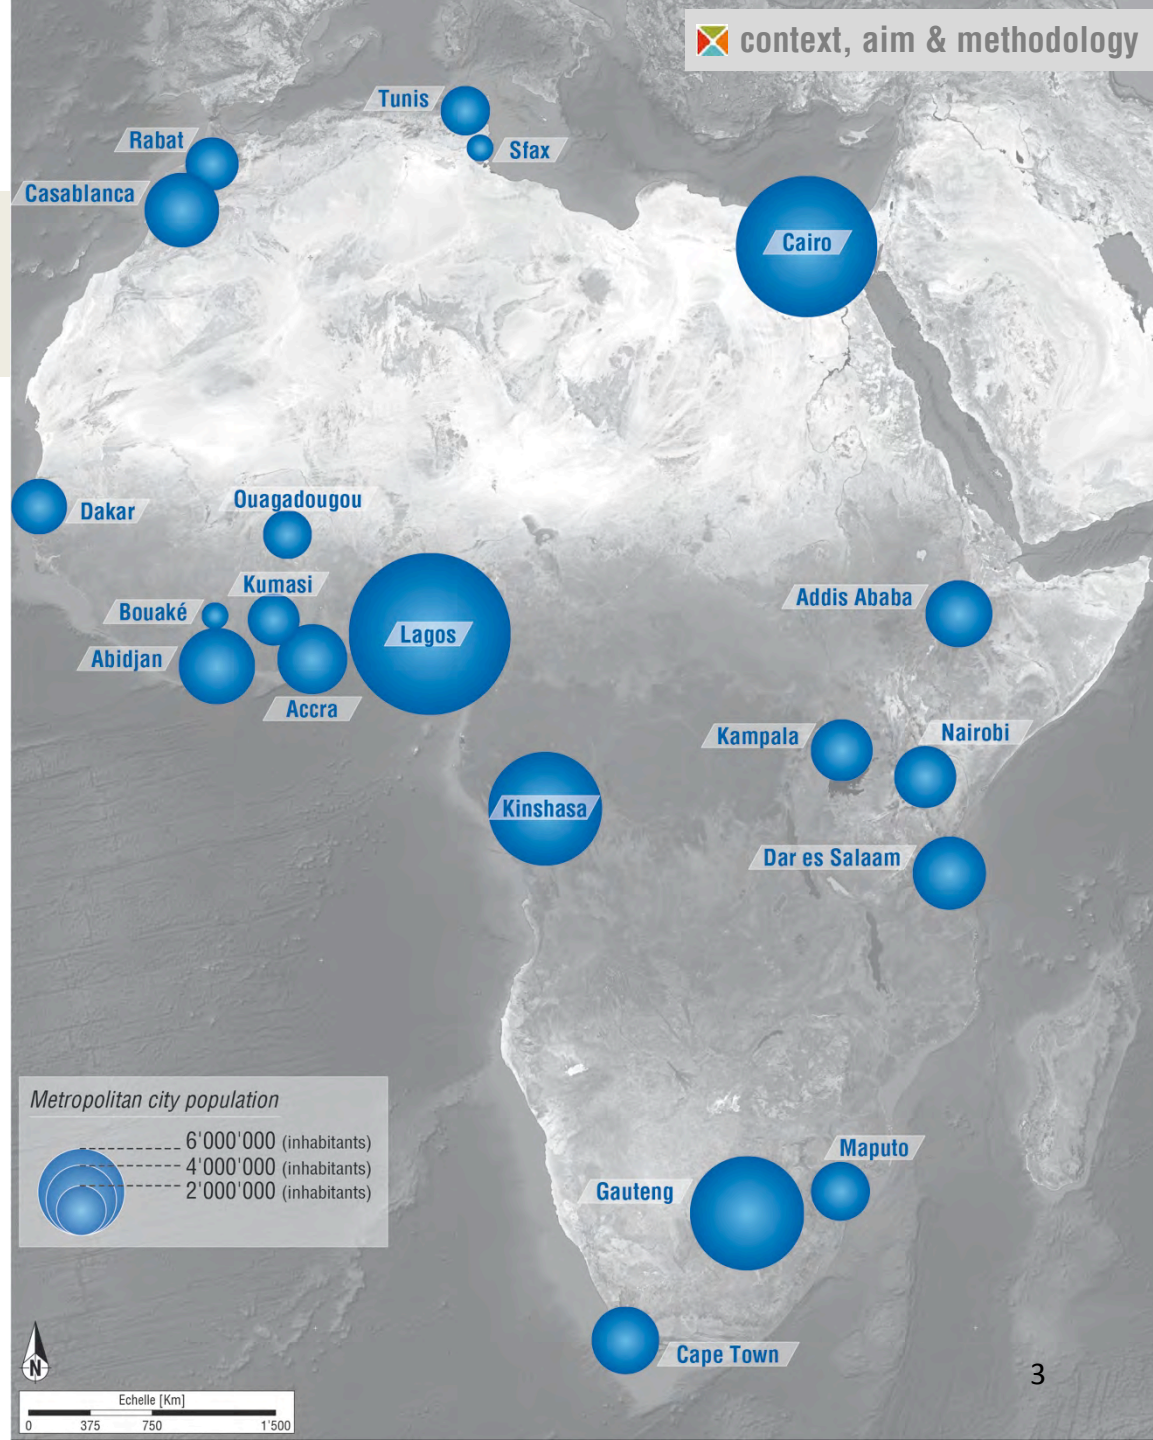 context, aim & methodology
Tunis
Rabat
Sfax
Casablanca
Cairo
Dakar
Ouagadougou
Kumasi
Bouaké
Addis Ababa
Lagos
Abidjan
Accra
Kampala
Nairobi
Kinshasa
Dar es Salaam
Metropolitan city population
6'000'000 (inhabitants)
4'000'000 (inhabitants)
2'000'000 (inhabitants)
Maputo
Gauteng
Cape Town
3
N
Echelle [Km]
0 375 750 1'500